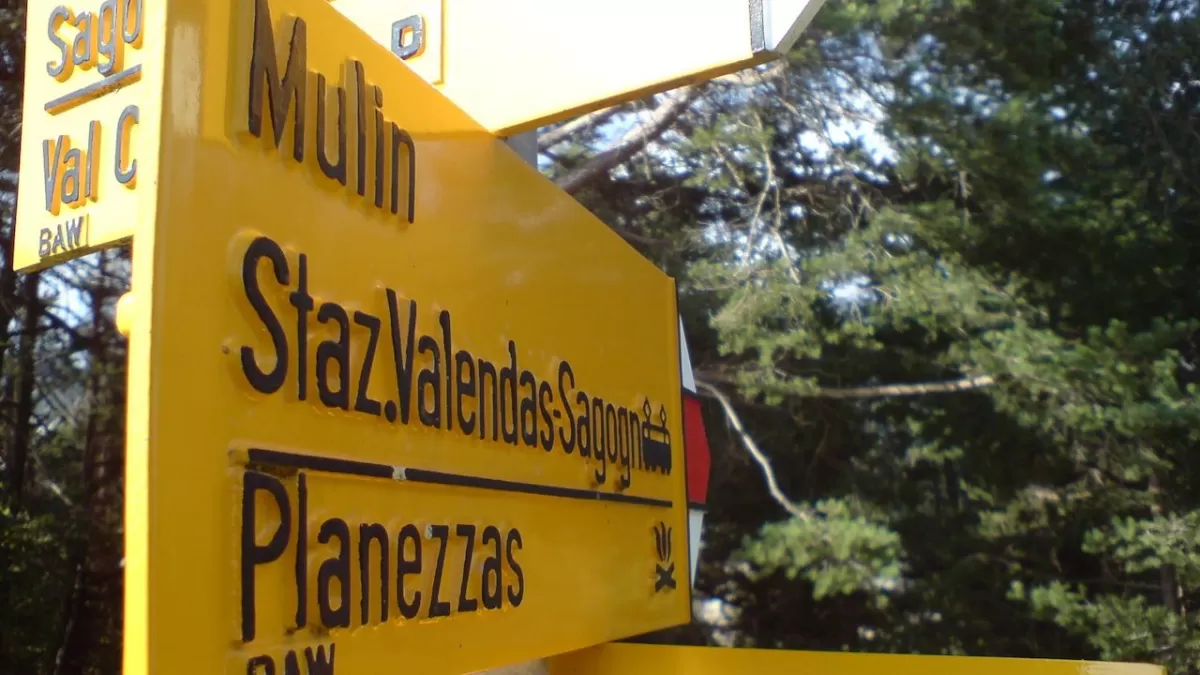 Sago
Val C
BAW
Mulin
Staz.Valendas-Sagogn
Planezzas
BAW